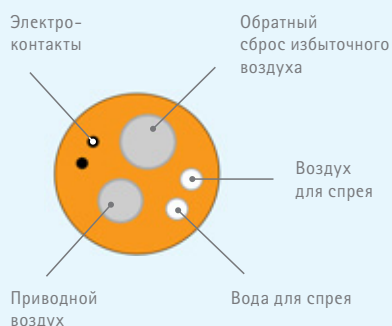 Электро-
контакты
Обратный
сброс избыточного
воздуха
Воздух
для спрея
Приводной
воздух
Вода для спрея